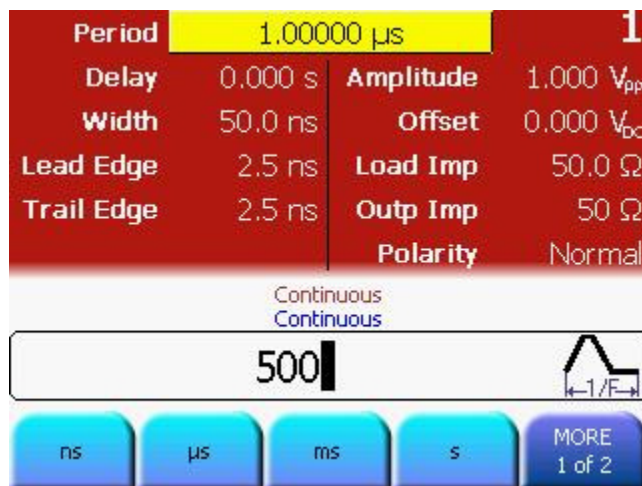 Period 1.00000 µs 1
Delay 0.000 s Amplitude 1.000 Vpp
Width 50.0 ns Offset 0.000 VDC
Lead Edge 2.5 ns Load Imp 50.0 Ω
Trail Edge 2.5 ns Outp Imp 50 Ω
Polarity Normal
Continuous
Continuous
500
1/F
ns µs ms s MORE
1 of 2